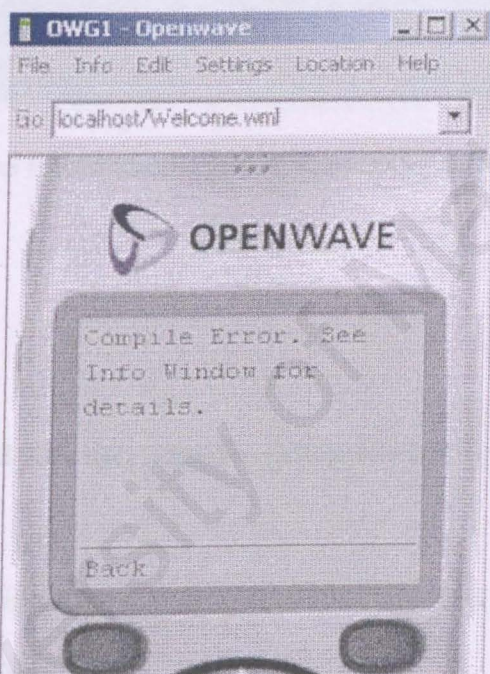 OWG1 - Openwave
File Info Edit Settings Location Help
Go localhost/Welcome.wml
OPENWAVE
Compile Error. See
Info Window for
details.
Back